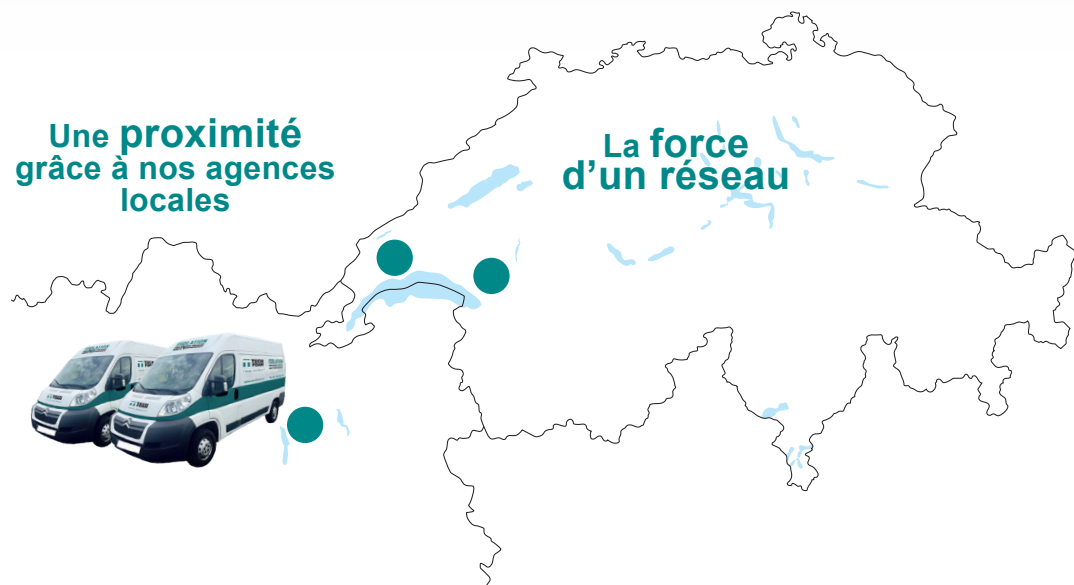 Une proximité
grâce à nos agences
locales
La force
d’un réseau